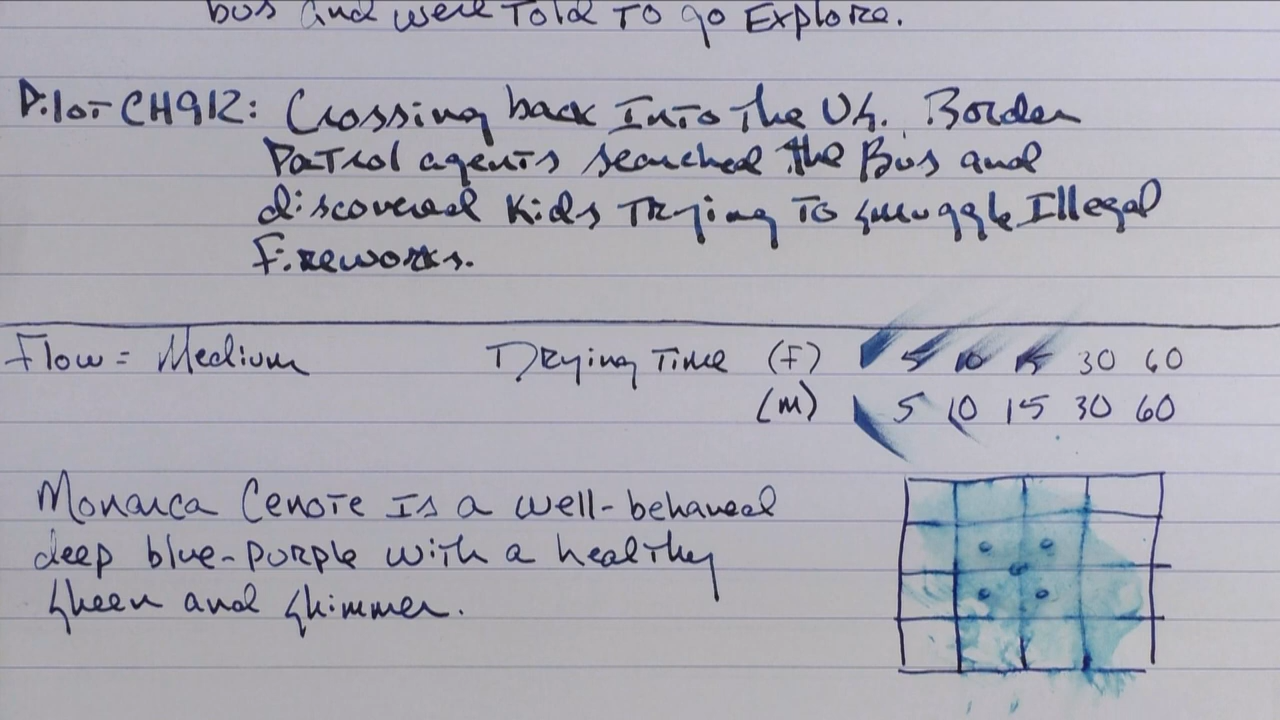 bus and were Told To go Explore.
Pilot CH912: Crossing back Into The U.S. Border
Patrol agents searched the Bus and
discovered Kids Trying To smuggle Illegal
Fireworks.
Flow = Medium Drying Time (F) 5 10 15 30 60
(M) 5 10 15 30 60
Monarca Cenote Is a well-behaved
deep blue-purple with a healthy
sheen and shimmer.